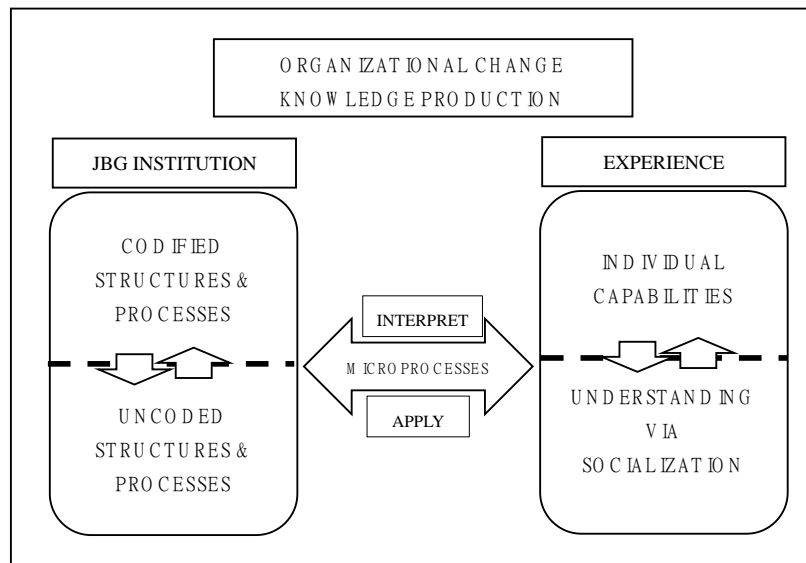 ORGANIZATIONAL CHANGE
KNOWLEDGE PRODUCTION
JBG INSTITUTION
EXPERIENCE
CODIFIED
STRUCTURES &
PROCESSES
UNCODED
STRUCTURES &
PROCESSES
INTERPRET
MICROPROCESSES
APPLY
INDIVIDUAL
CAPABILITIES
UNDERSTANDING
VIA
SOCIALIZATION